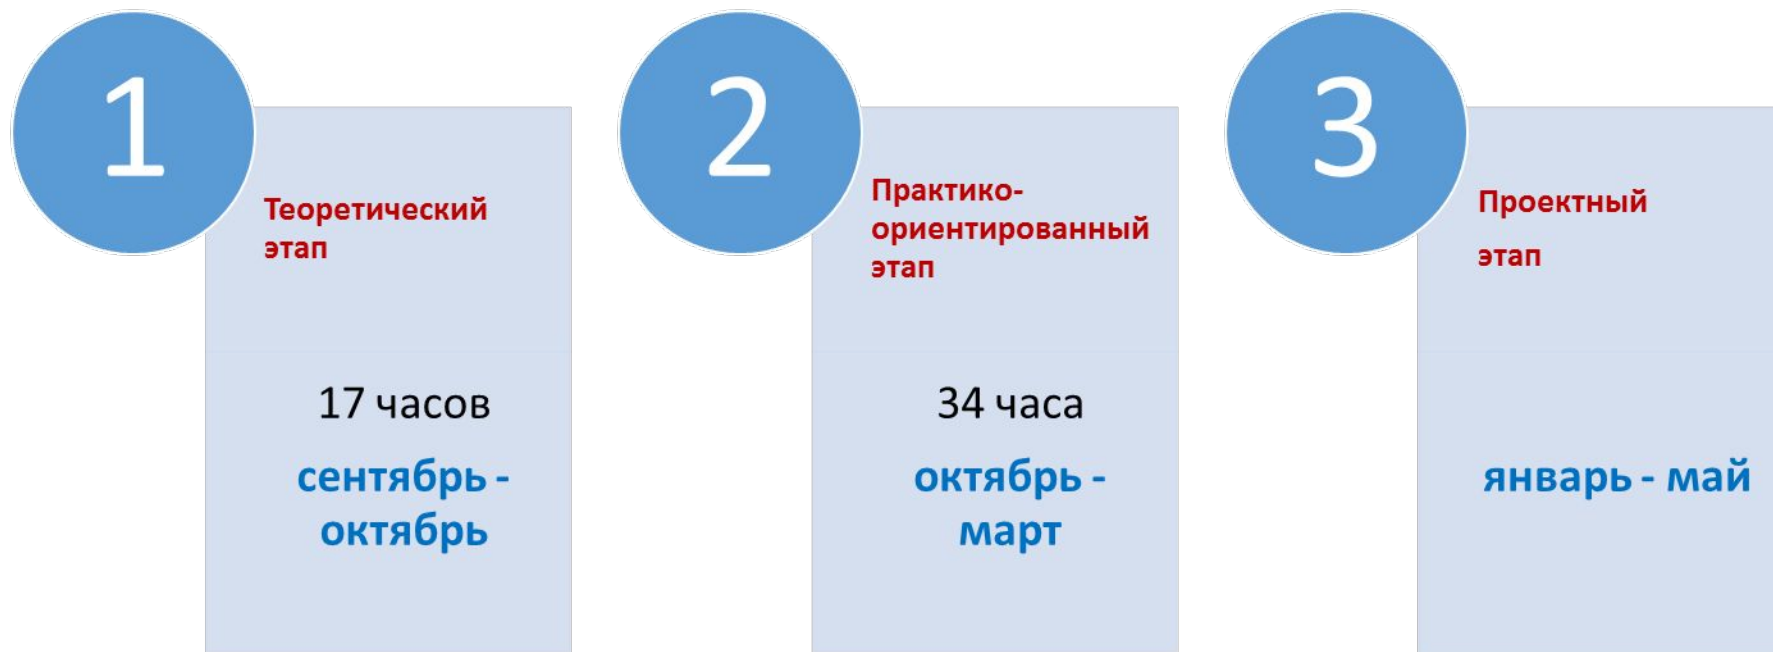 1
Теоретический
этап
17 часов
сентябрь -
октябрь
2
Практико-
ориентированный
этап
34 часа
октябрь -
март
3
Проектный
этап
январь - май